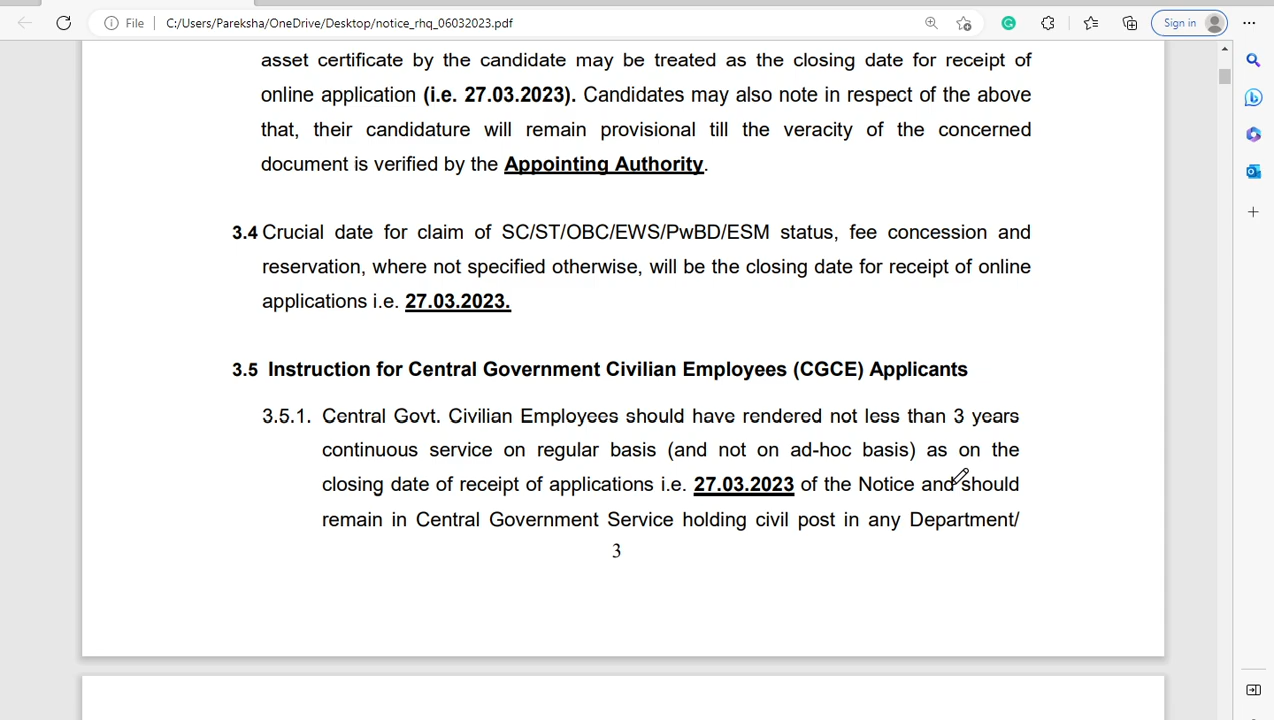 File
C:/Users/Pareksha/OneDrive/Desktop/notice_rhq_06032023.pdf
Sign in
asset certificate by the candidate may be treated as the closing date for receipt of
online application (i.e. 27.03.2023). Candidates may also note in respect of the above
that, their candidature will remain provisional till the veracity of the concerned
document is verified by the Appointing Authority.
3.4 Crucial date for claim of SC/ST/OBC/EWS/PwBD/ESM status, fee concession and
reservation, where not specified otherwise, will be the closing date for receipt of online
applications i.e. 27.03.2023.
3.5 Instruction for Central Government Civilian Employees (CGCE) Applicants
3.5.1. Central Govt. Civilian Employees should have rendered not less than 3 years
continuous service on regular basis (and not on ad-hoc basis) as on the
closing date of receipt of applications i.e. 27.03.2023 of the Notice and should
remain in Central Government Service holding civil post in any Department/
3